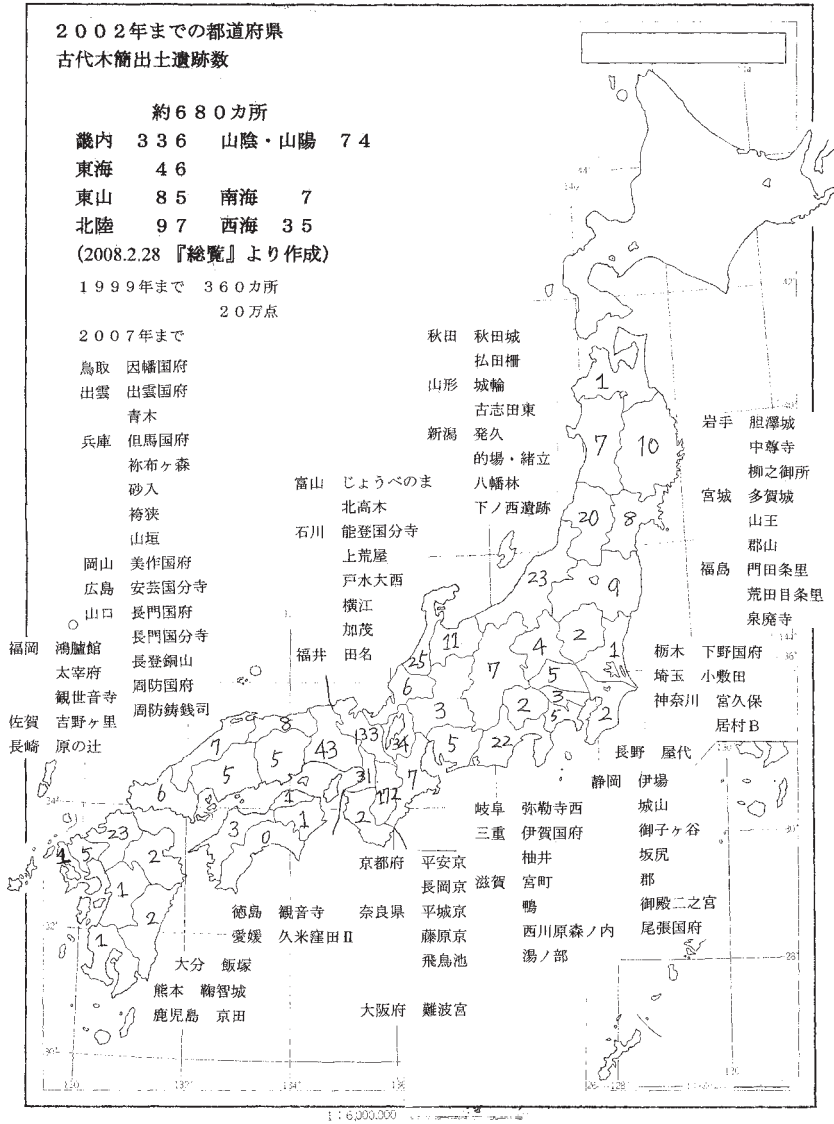 2002年までの都道府県
古代木簡出土遺跡数
約680カ所
畿内 336 山陰・山陽 74
東海 46
東山 85 南海 7
北陸 97 西海 35
(2008.2.28 『総覧』より作成)
1999年まで 360カ所
20万点
2007年まで
鳥取 因幡国府
出雲 出雲国府
青木
兵庫 但馬国府
祢布ヶ森
砂入
袴狭
山垣
岡山 美作国府
広島 安芸国分寺
山口 長門国府
長門国分寺
長登銅山
周防国府
周防鋳銭司
福岡 鴻臚館
太宰府
観世音寺
佐賀 吉野ヶ里
長崎 原の辻
富山 じょうべのま
北高木
石川 能登国分寺
上荒屋
戸水大西
横江
加茂
福井 田名
秋田 秋田城
払田柵
山形 城輪
古志田東
新潟 発久
的場・緒立
八幡林
下ノ西遺跡
岩手 胆澤城
中尊寺
柳之御所
宮城 多賀城
山王
郡山
福島 門田条里
荒田目条里
泉廃寺
栃木 下野国府
埼玉 小敷田
神奈川 宮久保
居村B
長野 屋代
静岡 伊場
城山
御子ヶ谷
坂尻
郡
御殿二之宮
尾張国府
岐阜 弥勒寺西
三重 伊賀国府
柚井
滋賀 宮町
鴨
西川原森ノ内
湯ノ部
京都府 平安京
長岡京
奈良県 平城京
藤原京
飛鳥池
大阪府 難波宮
徳島 観音寺
愛媛 久米窪田Ⅱ
大分 飯塚
熊本 鞠智城
鹿児島 京田
1
7 10
20 8
23 9
11 4 2 1
25 7 5
6 3 2 3 5 2
8 133 34 5 22
7 5 43
6 5 31 172 7
1 2
3 0 1
23 2
1 5
1 2
1
44
42
36
34°
32
30°
130
132
134
136
30
28
26
128
1:6,000,000